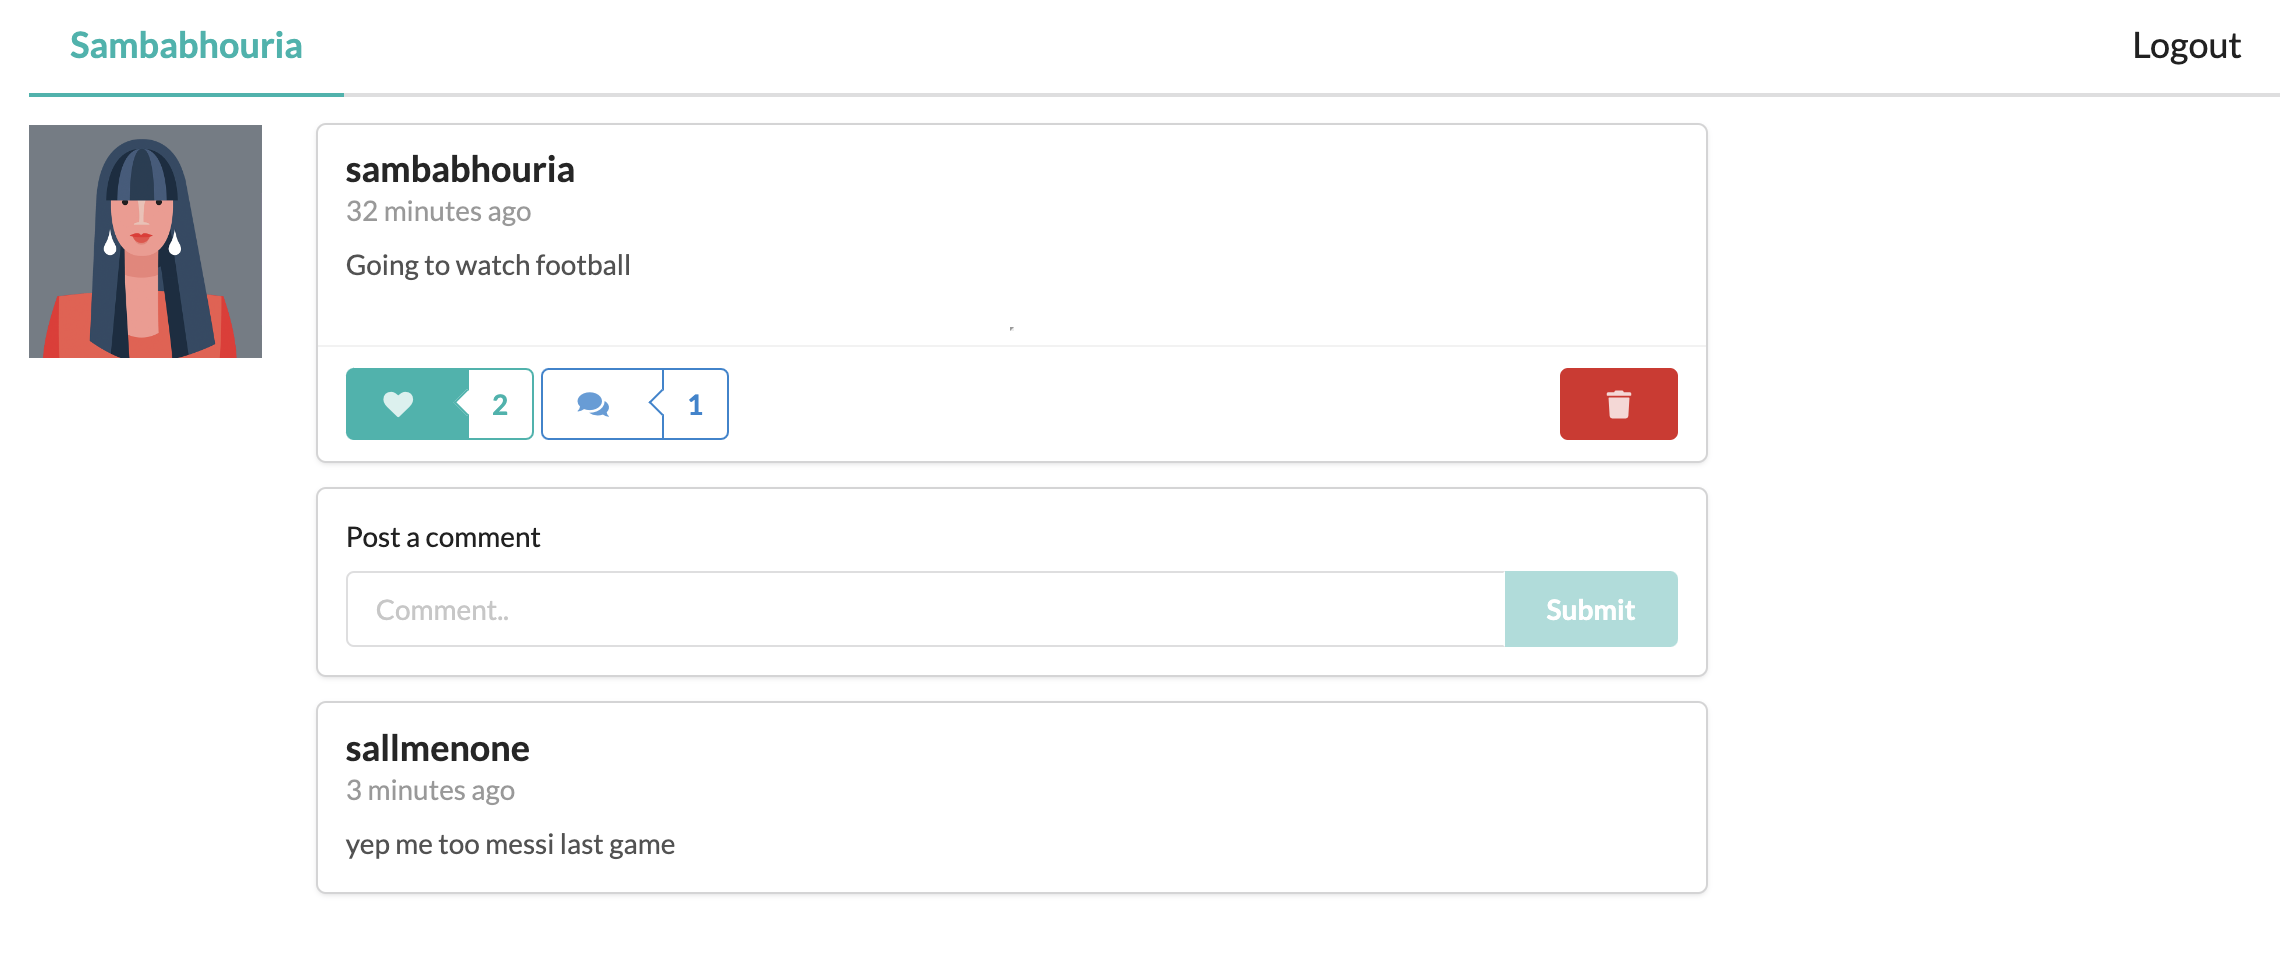 Sambabhouria
Logout
sambabhouria
32 minutes ago
Going to watch football
2
1
Post a comment
Comment..
Submit
sallmenone
3 minutes ago
yep me too messi last game